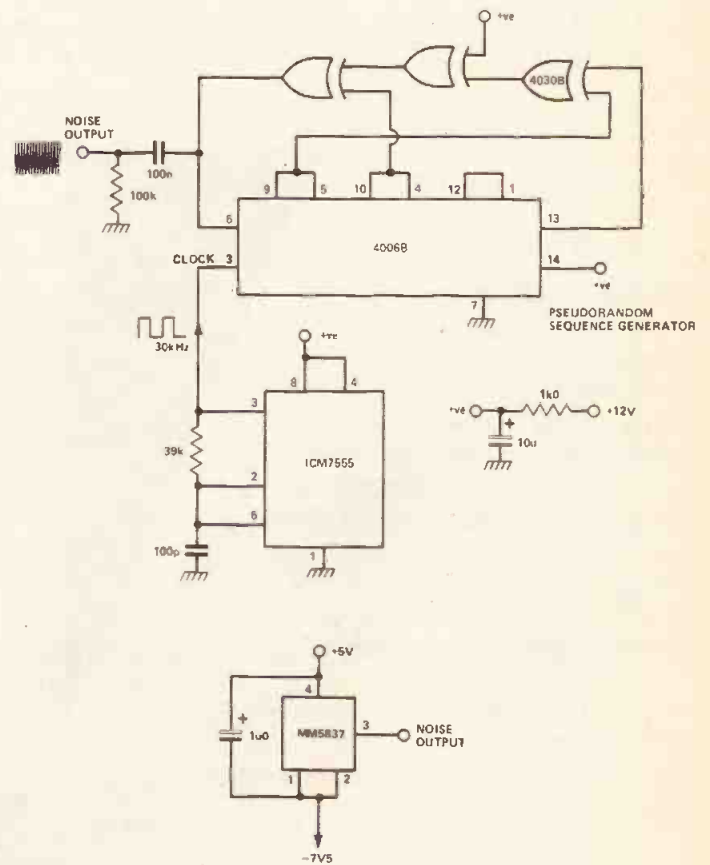 +ve
4030B
NOISE
OUTPUT
100n
100k
9 5 10 4 12 1
6 13
4006B
CLOCK 3 14
+ve
7
PSEUDORANDOM
SEQUENCE GENERATOR
30kHz
+ve
8 4
3
39k
ICM7555
2
6
100p
1
1k0
+ve +12V
+
10u
+5V
4
+
1u0
MM5837
3
NOISE
OUTPUT
1 2
-7V5